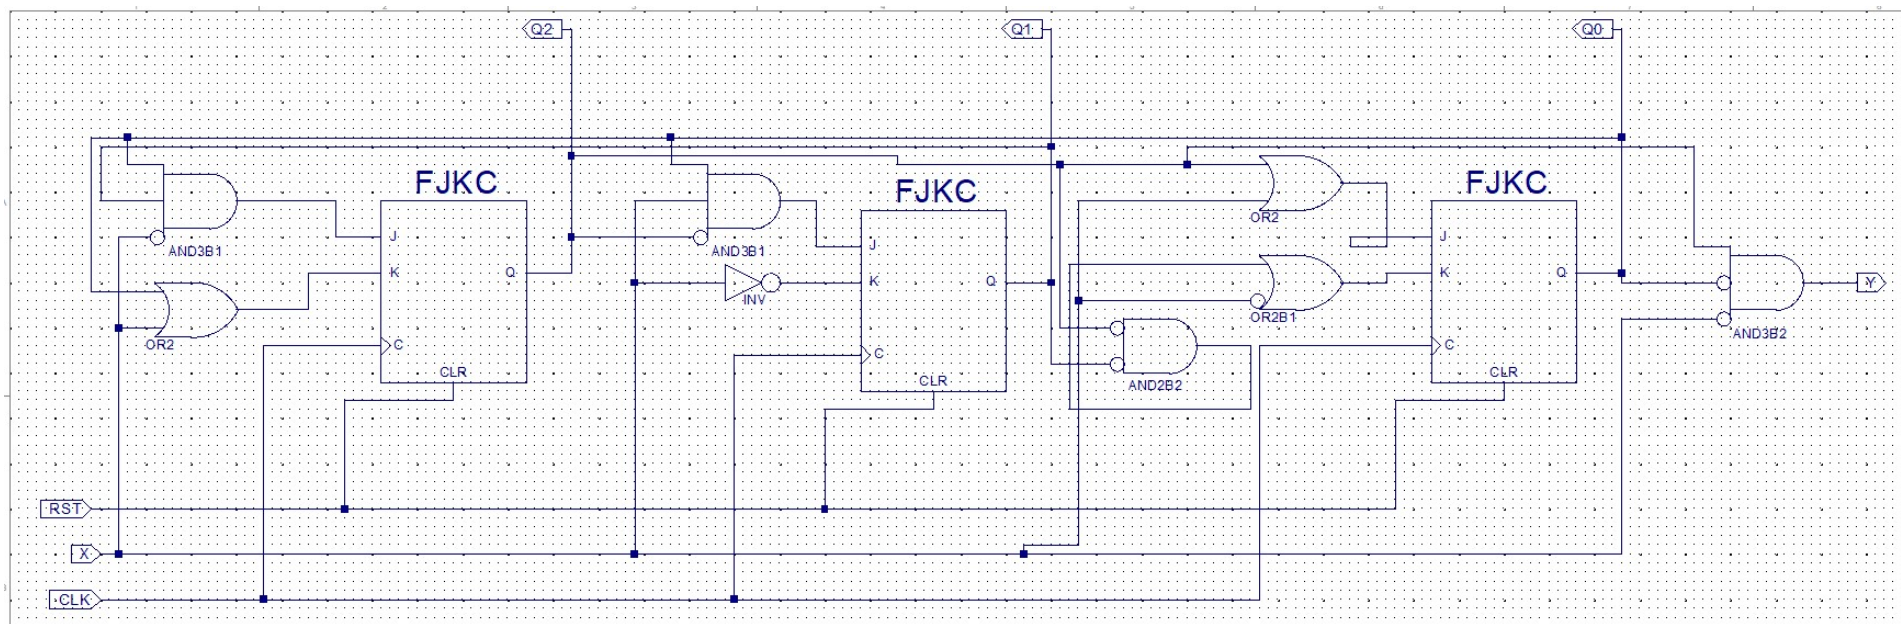 Q2
Q1
Q0
FJKC
FJKC
FJKC
AND3B1
J
K
Q
C
CLR
OR2
AND3B1
J
K
Q
C
CLR
INV
OR2
OR2B1
AND2B2
J
K
Q
C
CLR
AND3B2
Y
RST
X
CLK